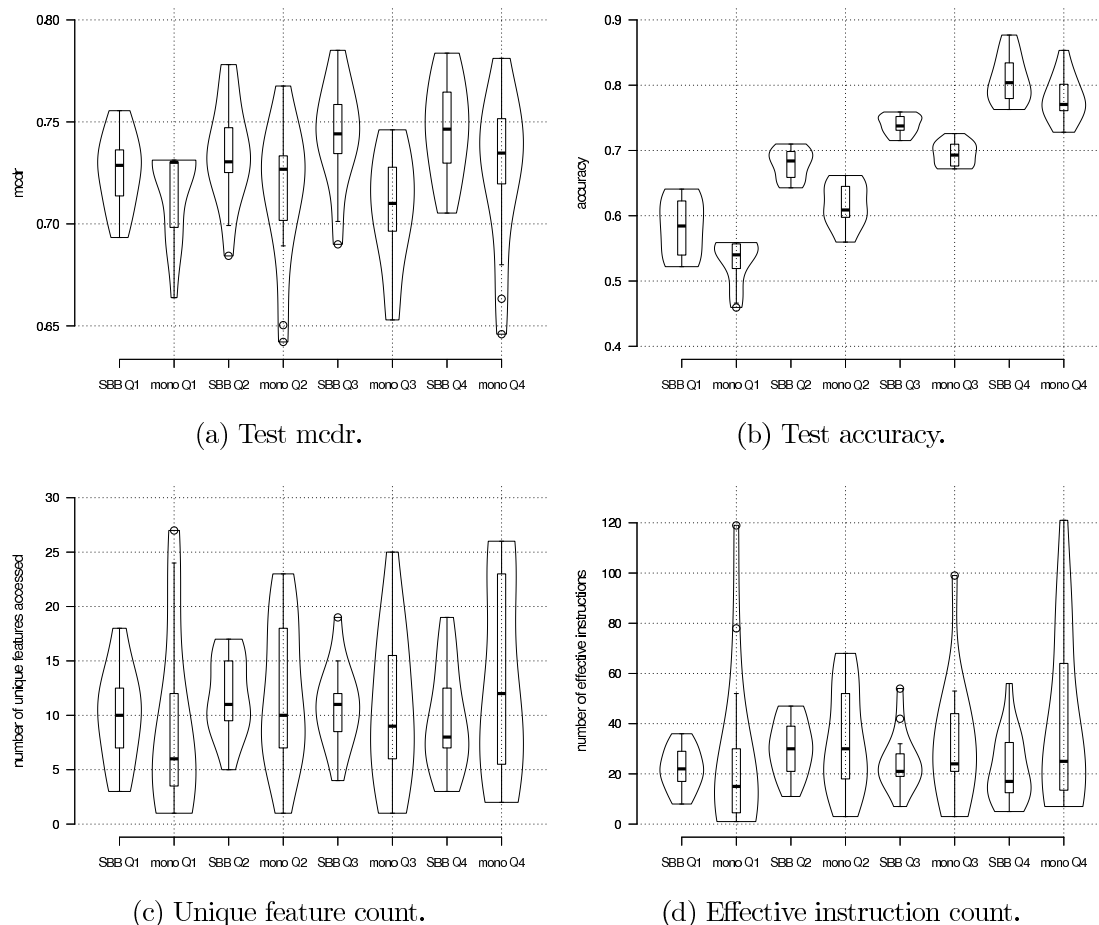 0.80
0.75
0.70
0.65
mcdr
SBB Q1 mono Q1 SBB Q2 mono Q2 SBB Q3 mono Q3 SBB Q4 mono Q4
(a) Test mcdr.
0.9
0.8
0.7
0.6
0.5
0.4
accuracy
SBB Q1 mono Q1 SBB Q2 mono Q2 SBB Q3 mono Q3 SBB Q4 mono Q4
(b) Test accuracy.
30
25
20
15
10
5
0
number of unique features accessed
SBB Q1 mono Q1 SBB Q2 mono Q2 SBB Q3 mono Q3 SBB Q4 mono Q4
(c) Unique feature count.
120
100
80
60
40
20
0
number of effective instructions
SBB Q1 mono Q1 SBB Q2 mono Q2 SBB Q3 mono Q3 SBB Q4 mono Q4
(d) Effective instruction count.